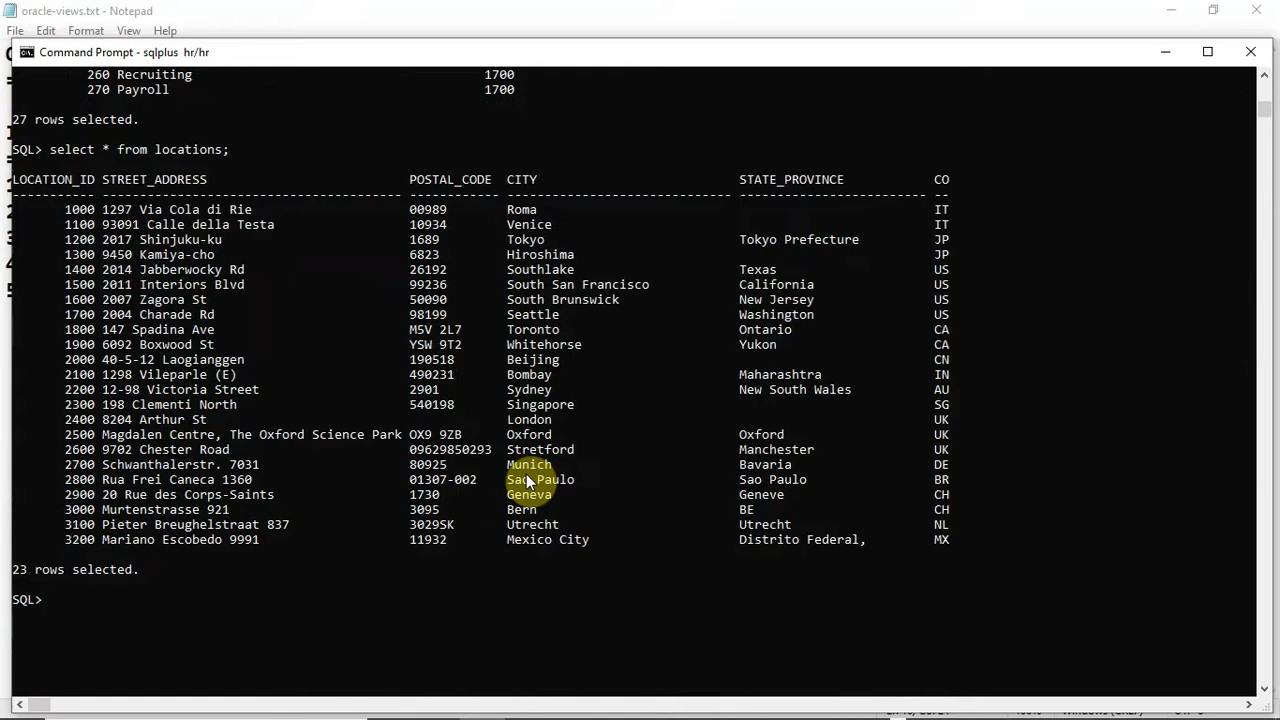 oracle-views.txt - Notepad
File Edit Format View Help
Command Prompt - sqlplus hr/hr
260 Recruiting 1700
270 Payroll 1700
27 rows selected.
SQL> select * from locations;
LOCATION_ID STREET_ADDRESS POSTAL_CODE CITY STATE_PROVINCE CO
----------- ---------------------------------------- ------------ ------------------------------ ------------------------- --
1000 1297 Via Cola di Rie 00989 Roma IT
1100 93091 Calle della Testa 10934 Venice IT
1200 2017 Shinjuku-ku 1689 Tokyo Tokyo Prefecture JP
1300 9450 Kamiya-cho 6823 Hiroshima JP
1400 2014 Jabberwocky Rd 26192 Southlake Texas US
1500 2011 Interiors Blvd 99236 South San Francisco California US
1600 2007 Zagora St 50090 South Brunswick New Jersey US
1700 2004 Charade Rd 98199 Seattle Washington US
1800 147 Spadina Ave M5V 2L7 Toronto Ontario CA
1900 6092 Boxwood St YSW 9T2 Whitehorse Yukon CA
2000 40-5-12 Laogianggen 190518 Beijing CN
2100 1298 Vileparle (E) 490231 Bombay Maharashtra IN
2200 12-98 Victoria Street 2901 Sydney New South Wales AU
2300 198 Clementi North 540198 Singapore SG
2400 8204 Arthur St London UK
2500 Magdalen Centre, The Oxford Science Park OX9 9ZB Oxford Oxford UK
2600 9702 Chester Road 09629850293 Stretford Manchester UK
2700 Schwanthalerstr. 7031 80925 Munich Bavaria DE
2800 Rua Frei Caneca 1360 01307-002 Sao Paulo Sao Paulo BR
2900 20 Rue des Corps-Saints 1730 Geneva Geneve CH
3000 Murtenstrasse 921 3095 Bern BE CH
3100 Pieter Breughelstraat 837 3029SK Utrecht Utrecht NL
3200 Mariano Escobedo 9991 11932 Mexico City Distrito Federal, MX
23 rows selected.
SQL>